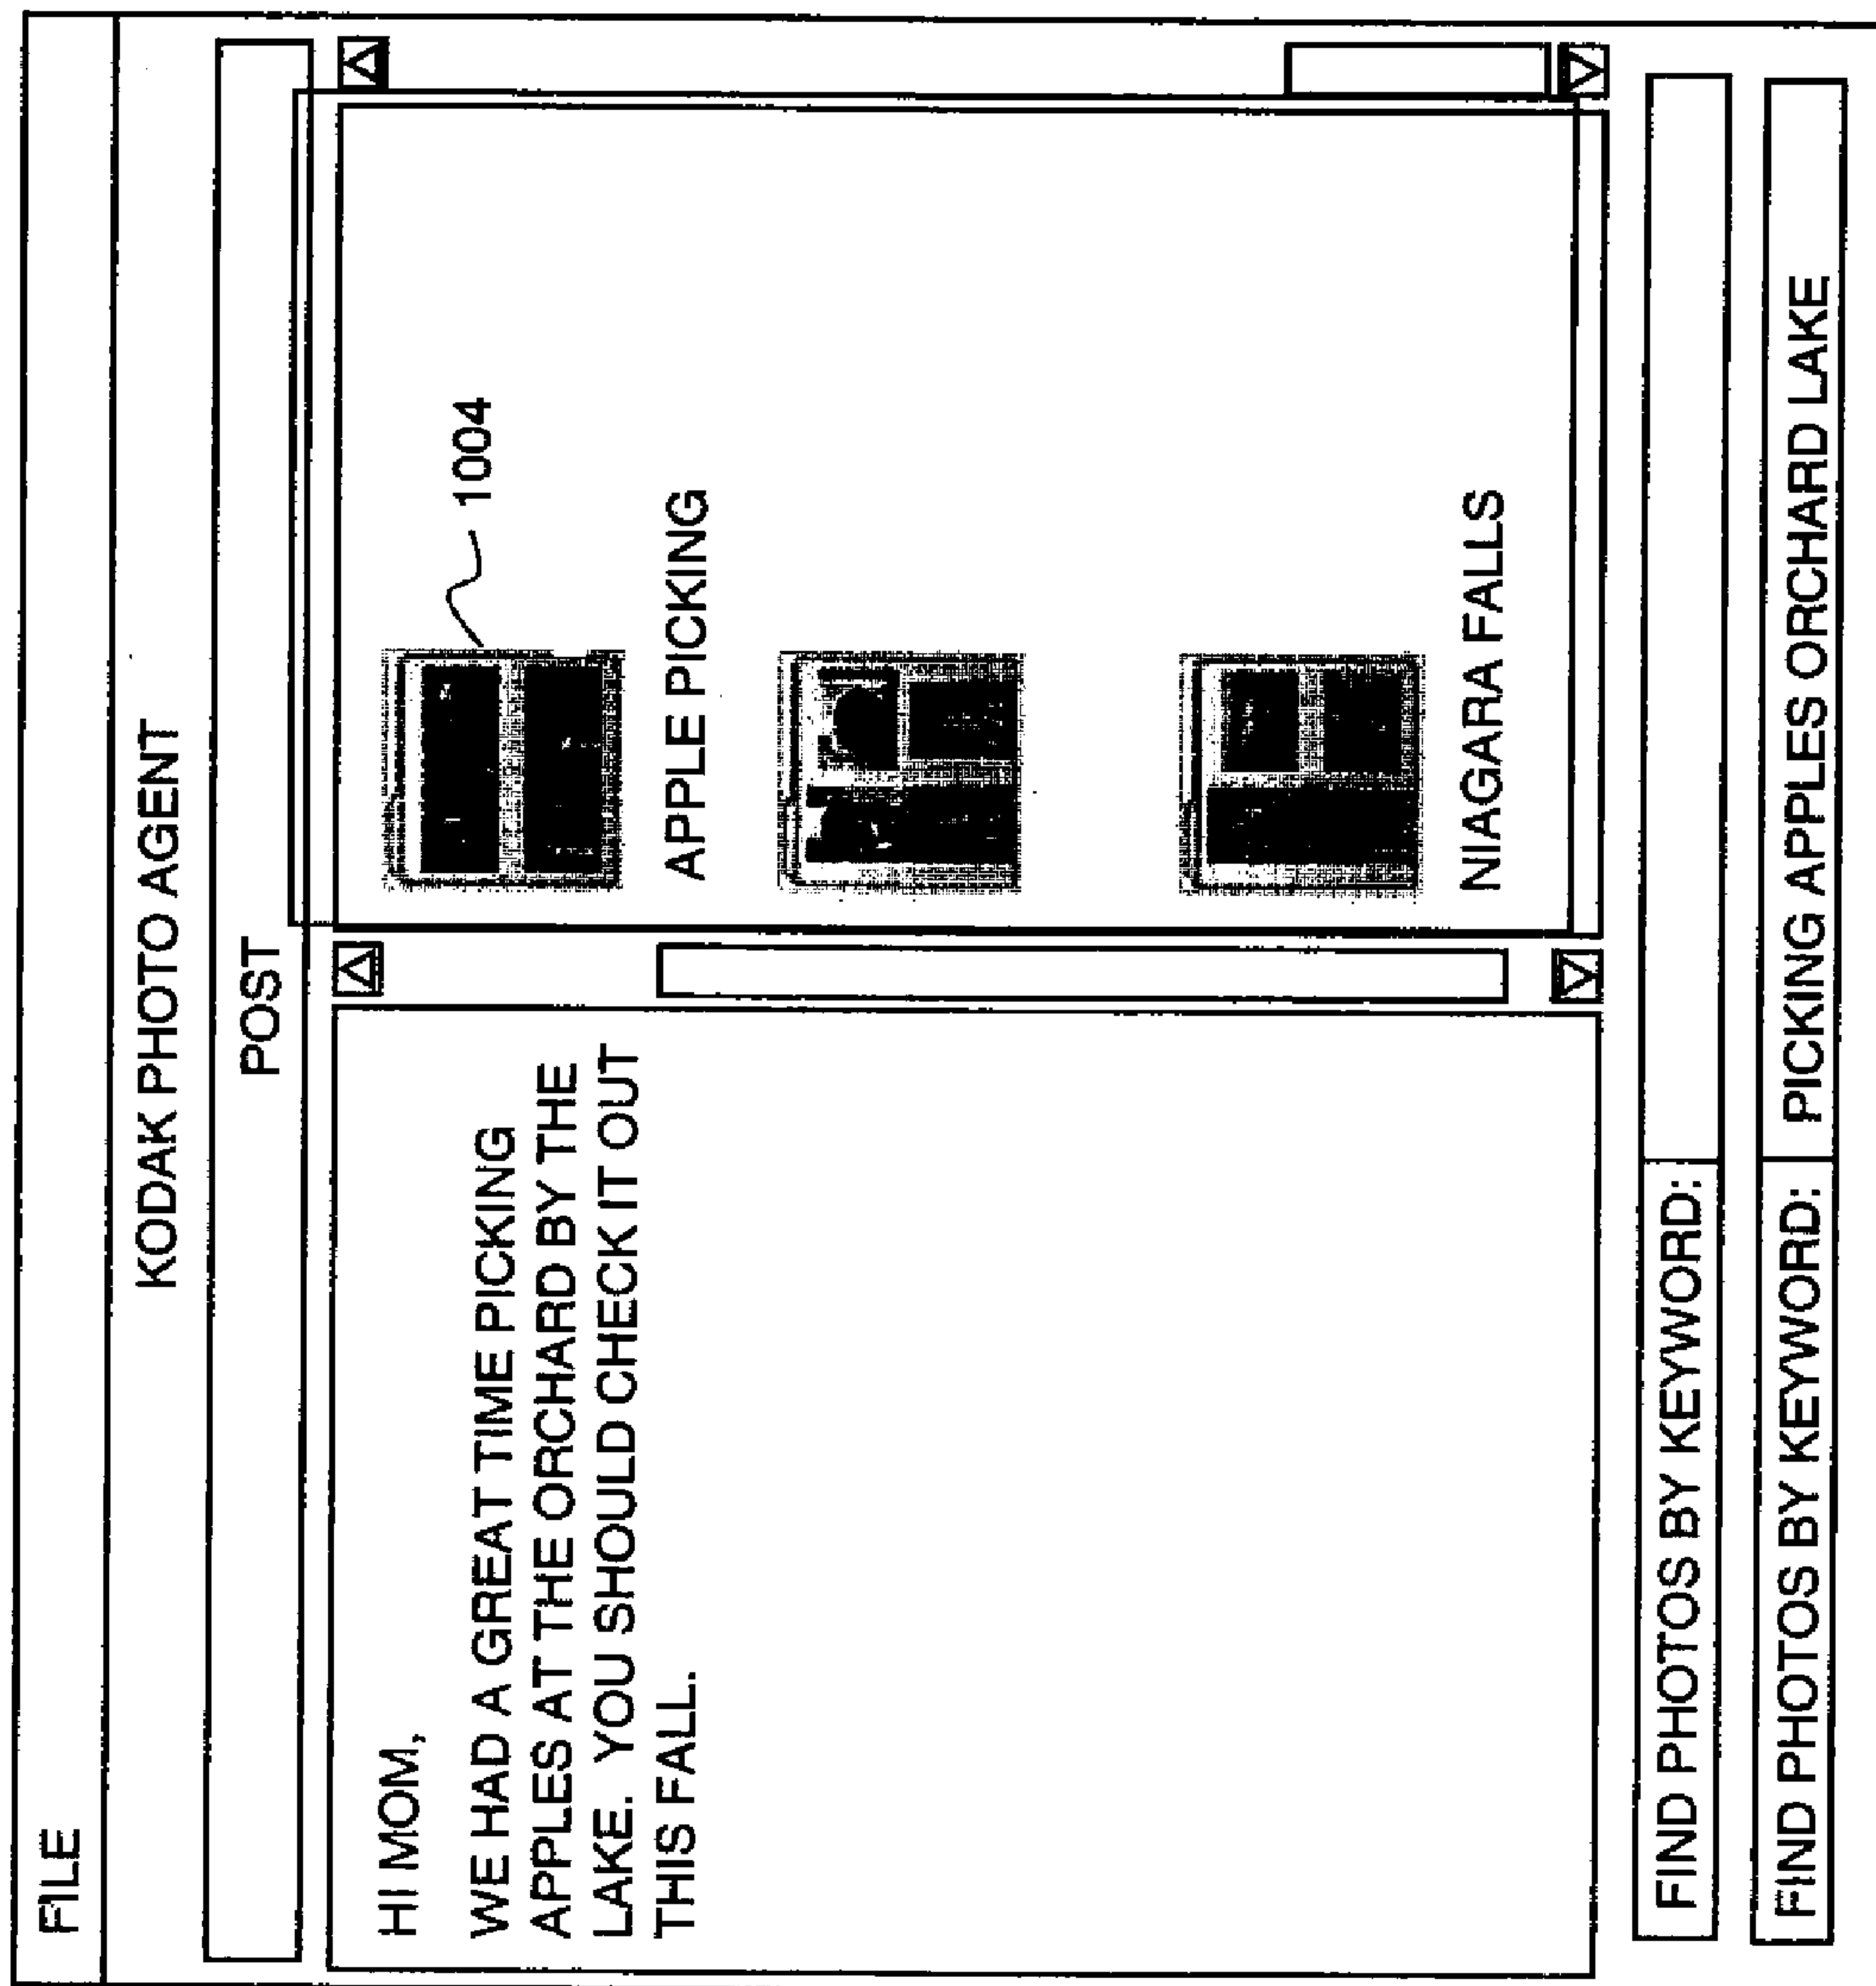 FILE
KODAK PHOTO AGENT
POST
HI MOM,
WE HAD A GREAT TIME PICKING
APPLES AT THE ORCHARD BY THE
LAKE. YOU SHOULD CHECK IT OUT
THIS FALL.
1004
APPLE PICKING
NIAGARA FALLS
FIND PHOTOS BY KEYWORD:
FIND PHOTOS BY KEYWORD: PICKING APPLES ORCHARD LAKE